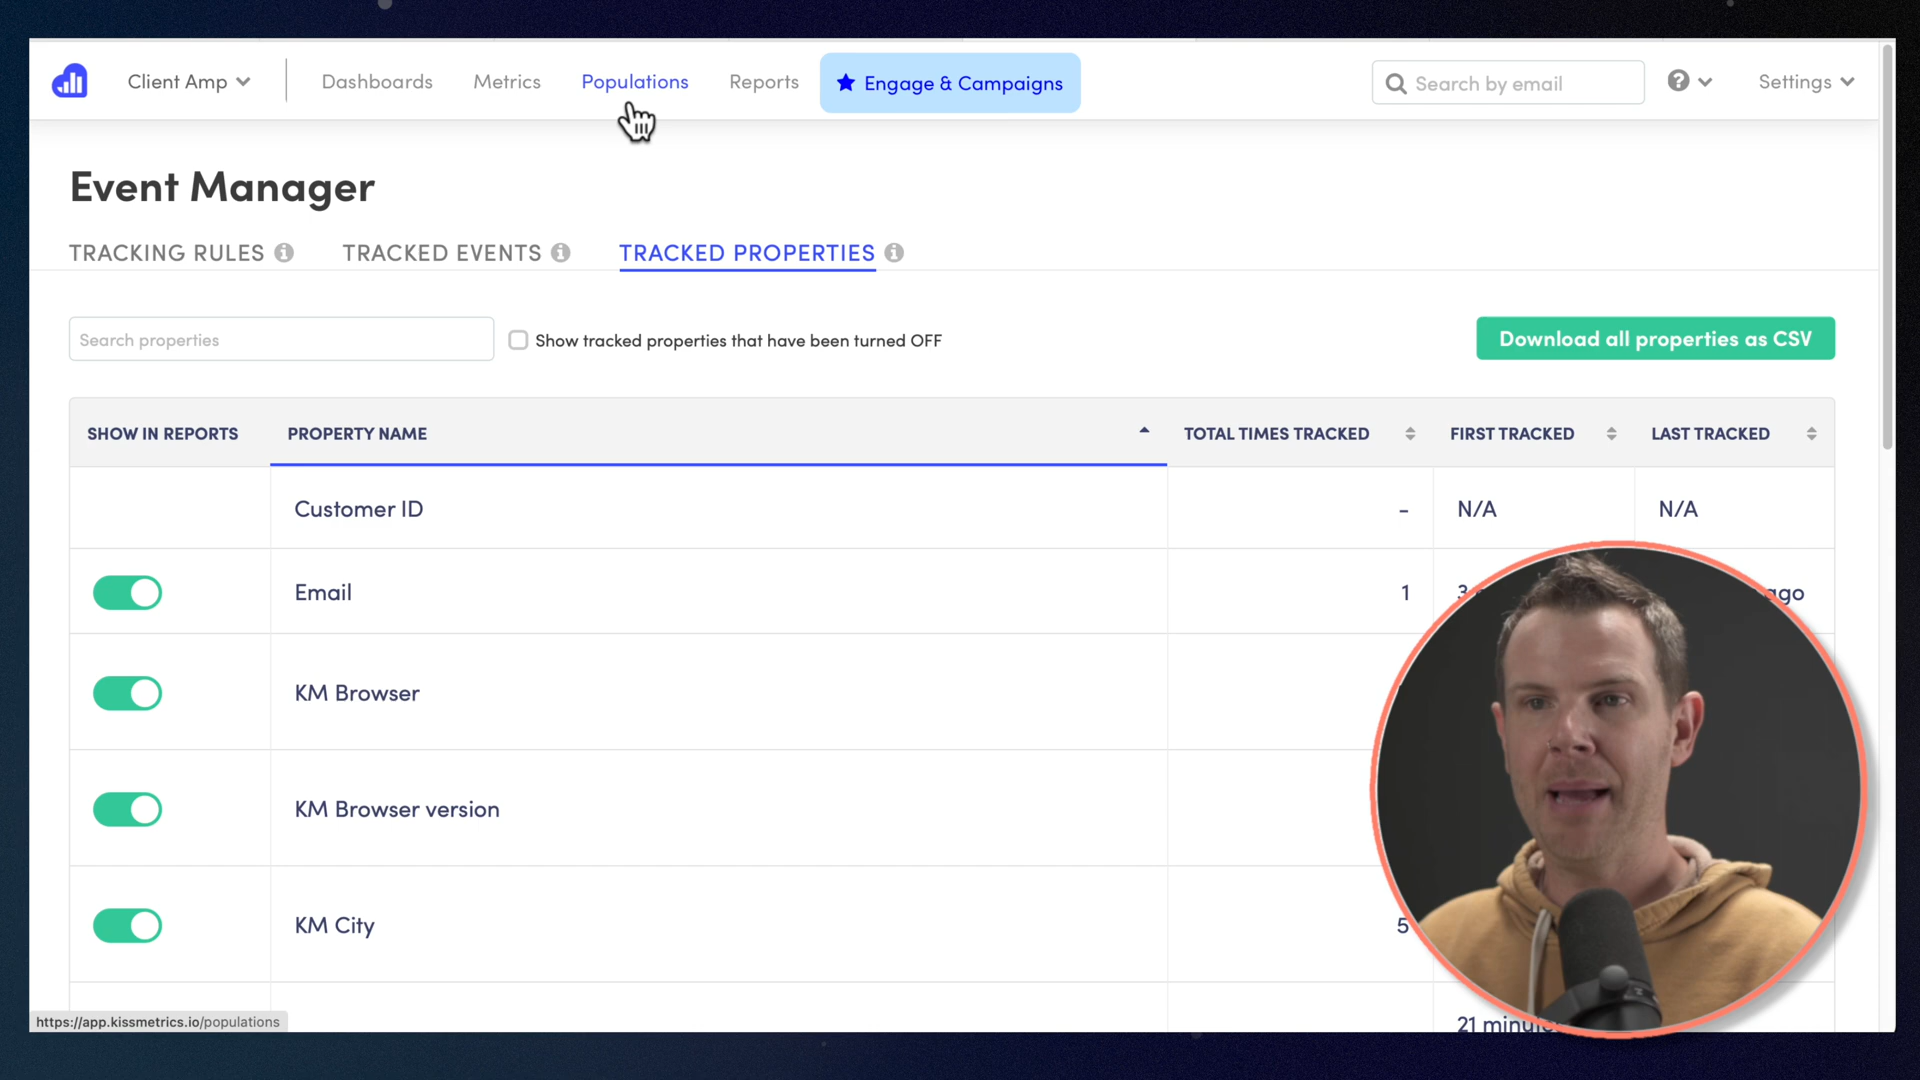 Client Amp
Dashboards
Metrics
Populations
Reports
Engage & Campaigns
Search by email
Settings
Event Manager
TRACKING RULES
TRACKED EVENTS
TRACKED PROPERTIES
Search properties
Show tracked properties that have been turned OFF
Download all properties as CSV
SHOW IN REPORTS PROPERTY NAME TOTAL TIMES TRACKED FIRST TRACKED LAST TRACKED
Customer ID - N/A N/A
Email 1 3 ago
KM Browser
KM Browser version
KM City 5
21
https://app.kissmetrics.io/populations